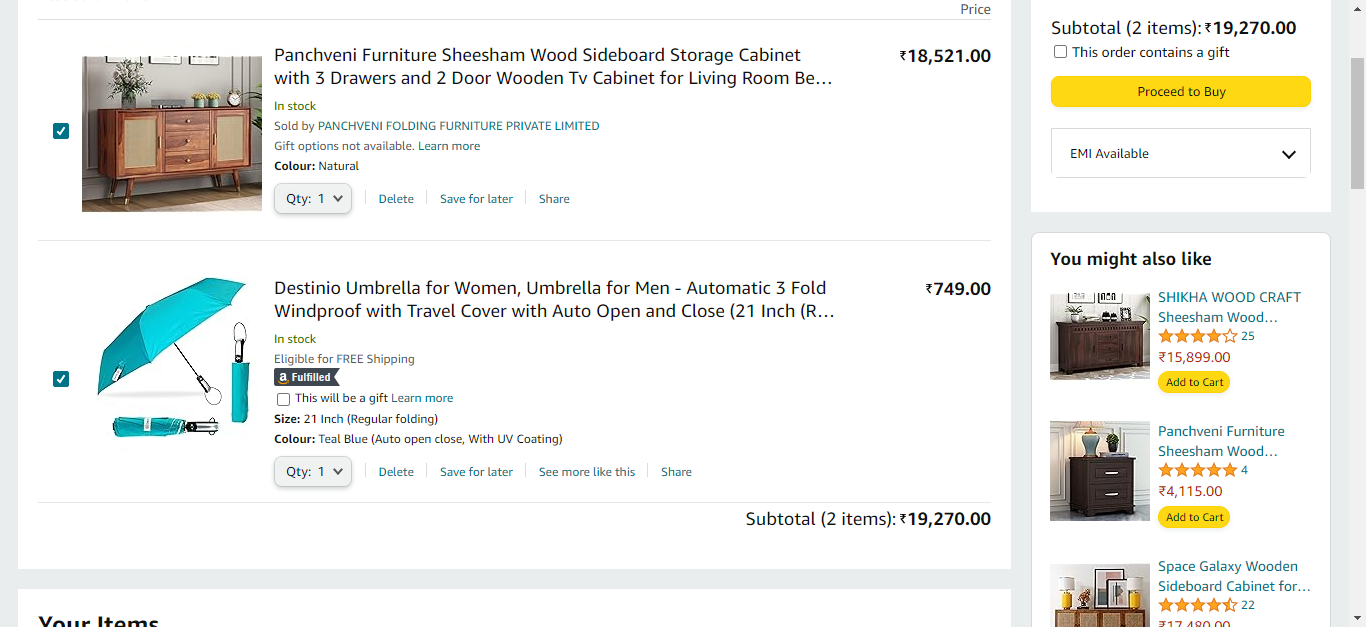 Price
Panchveni Furniture Sheesham Wood Sideboard Storage Cabinet
with 3 Drawers and 2 Door Wooden Tv Cabinet for Living Room Be…
₹18,521.00
In stock
Sold by PANCHVENI FOLDING FURNITURE PRIVATE LIMITED
Gift options not available. Learn more
Colour: Natural
Qty: 1
Delete
Save for later
Share
Destinio Umbrella for Women, Umbrella for Men - Automatic 3 Fold
Windproof with Travel Cover with Auto Open and Close (21 Inch (R…
₹749.00
In stock
Eligible for FREE Shipping
a Fulfilled
This will be a gift Learn more
Size: 21 Inch (Regular folding)
Colour: Teal Blue (Auto open close, With UV Coating)
Qty: 1
Delete
Save for later
See more like this
Share
Subtotal (2 items): ₹19,270.00
Your Items
Subtotal (2 items): ₹19,270.00
This order contains a gift
Proceed to Buy
EMI Available
You might also like
SHIKHA WOOD CRAFT
Sheesham Wood…
25
₹15,899.00
Add to Cart
Panchveni Furniture
Sheesham Wood…
4
₹4,115.00
Add to Cart
Space Galaxy Wooden
Sideboard Cabinet for…
22
₹17,480.00